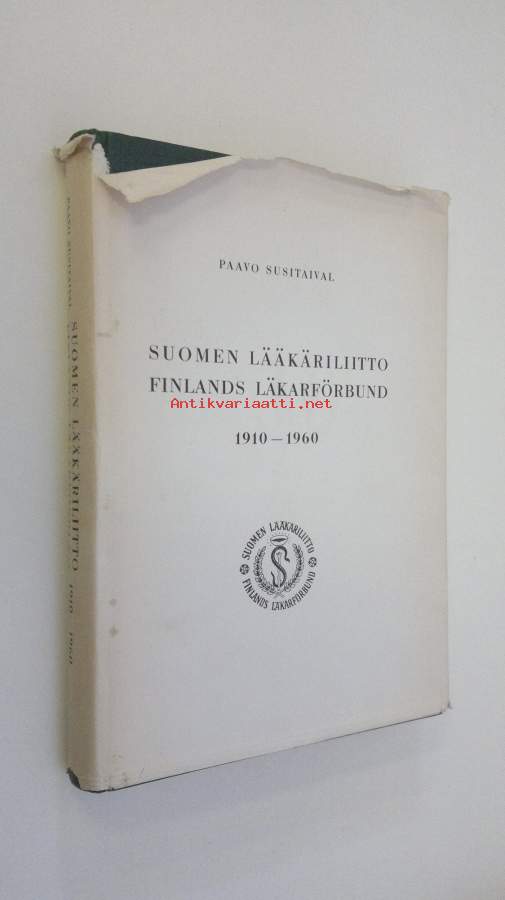 PAAVO SUSITAIVAL
SUOMEN LÄÄKÄRILIITTO
FINLANDS LÄKARFÖRBUND
Antikvariaatti.net
1910 — 1960
SUOMEN LÄÄKÄRILIITTO
FINLANDS LÄKARFÖRBUND
PAAVO SUSITAIVAL SUOMEN LÄÄKÄRILIITTO 1910 1960